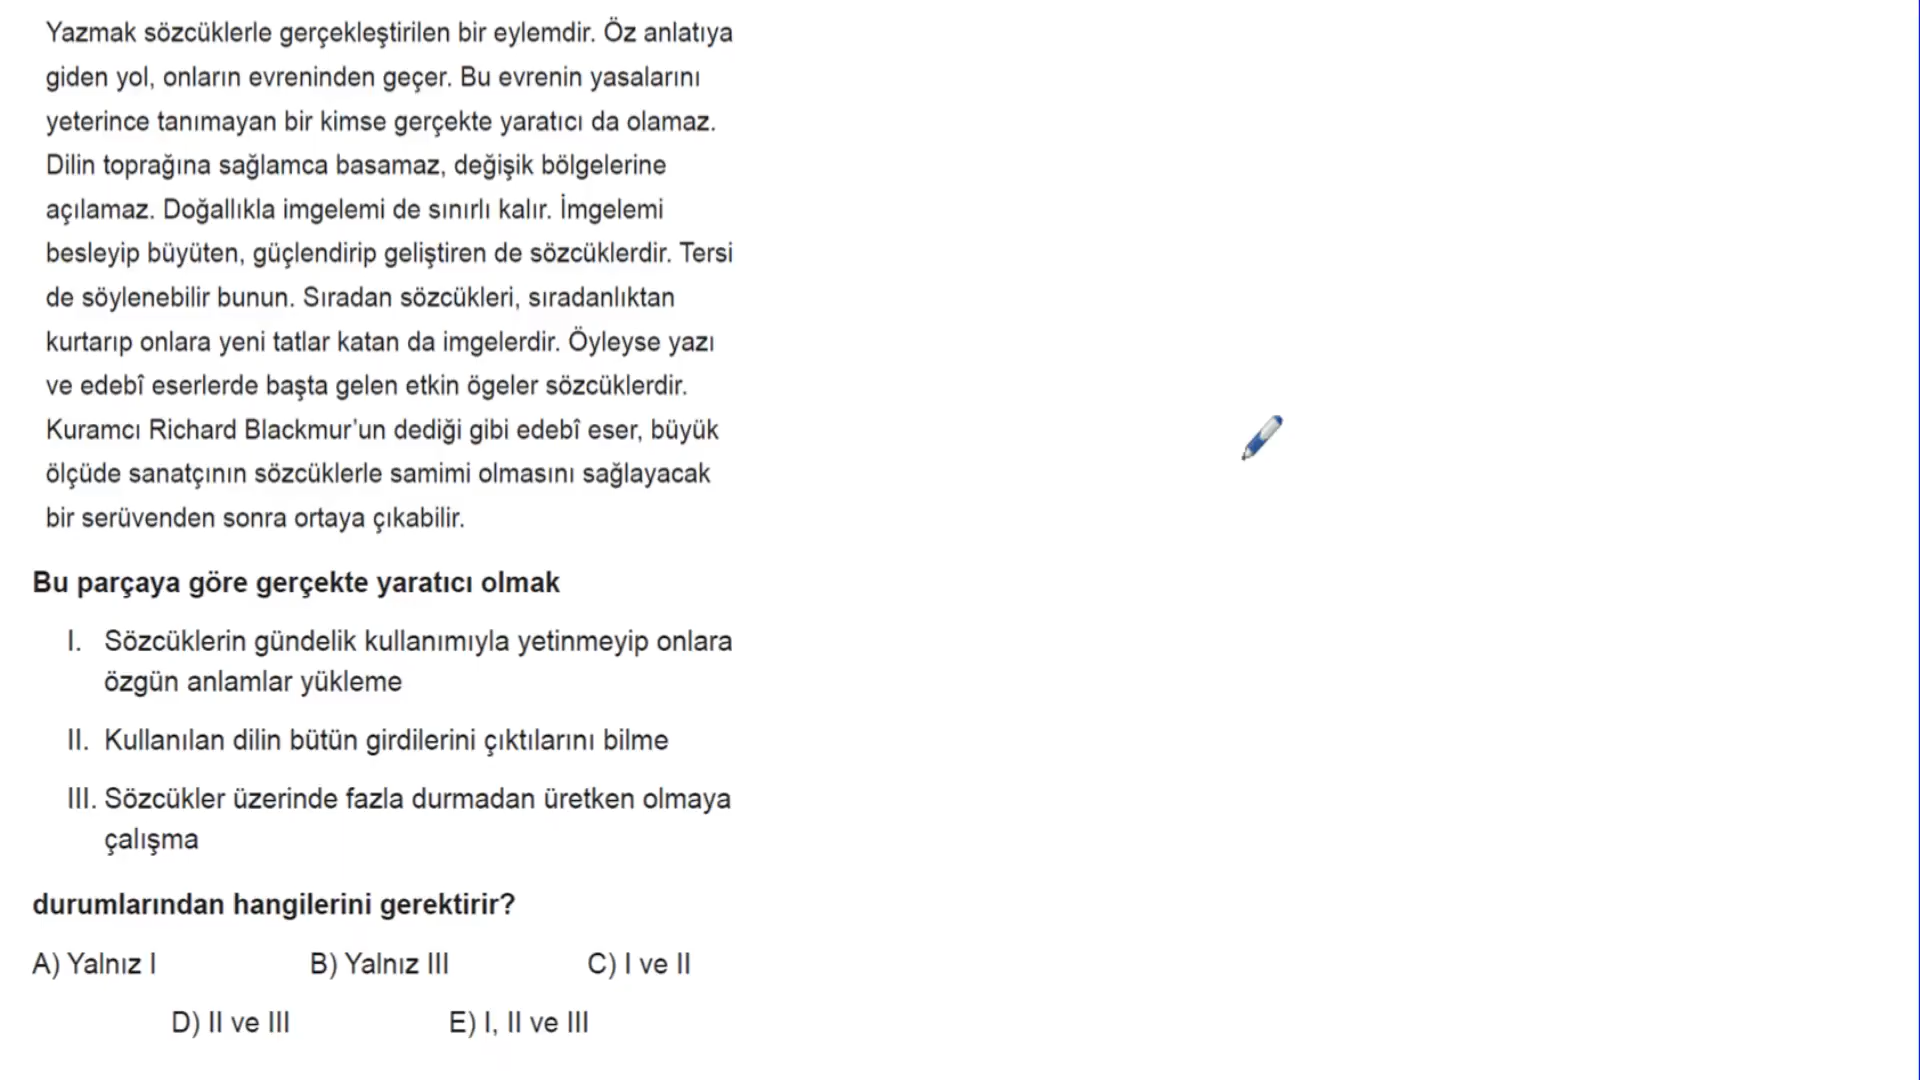 Yazmak sözcüklerle gerçekleştirilen bir eylemdir. Öz anlatıya
giden yol, onların evreninden geçer. Bu evrenin yasalarını
yeterince tanımayan bir kimse gerçekte yaratıcı da olamaz.
Dilin toprağına sağlamca basamaz, değişik bölgelerine
açılamaz. Doğallıkla imgelemi de sınırlı kalır. İmgelemi
besleyip büyüten, güçlendirip geliştiren de sözcüklerdir. Tersi
de söylenebilir bunun. Sıradan sözcükleri, sıradanlıktan
kurtarıp onlara yeni tatlar katan da imgelerdir. Öyleyse yazı
ve edebî eserlerde başta gelen etkin ögeler sözcüklerdir.
Kuramcı Richard Blackmur’un dediği gibi edebî eser, büyük
ölçüde sanatçının sözcüklerle samimi olmasını sağlayacak
bir serüvenden sonra ortaya çıkabilir.
Bu parçaya göre gerçekte yaratıcı olmak
I. Sözcüklerin gündelik kullanımıyla yetinmeyip onlara
özgün anlamlar yükleme
II. Kullanılan dilin bütün girdilerini çıktılarını bilme
III. Sözcükler üzerinde fazla durmadan üretken olmaya
çalışma
durumlarından hangilerini gerektirir?
A) Yalnız I B) Yalnız III C) I ve II
D) II ve III E) I, II ve III